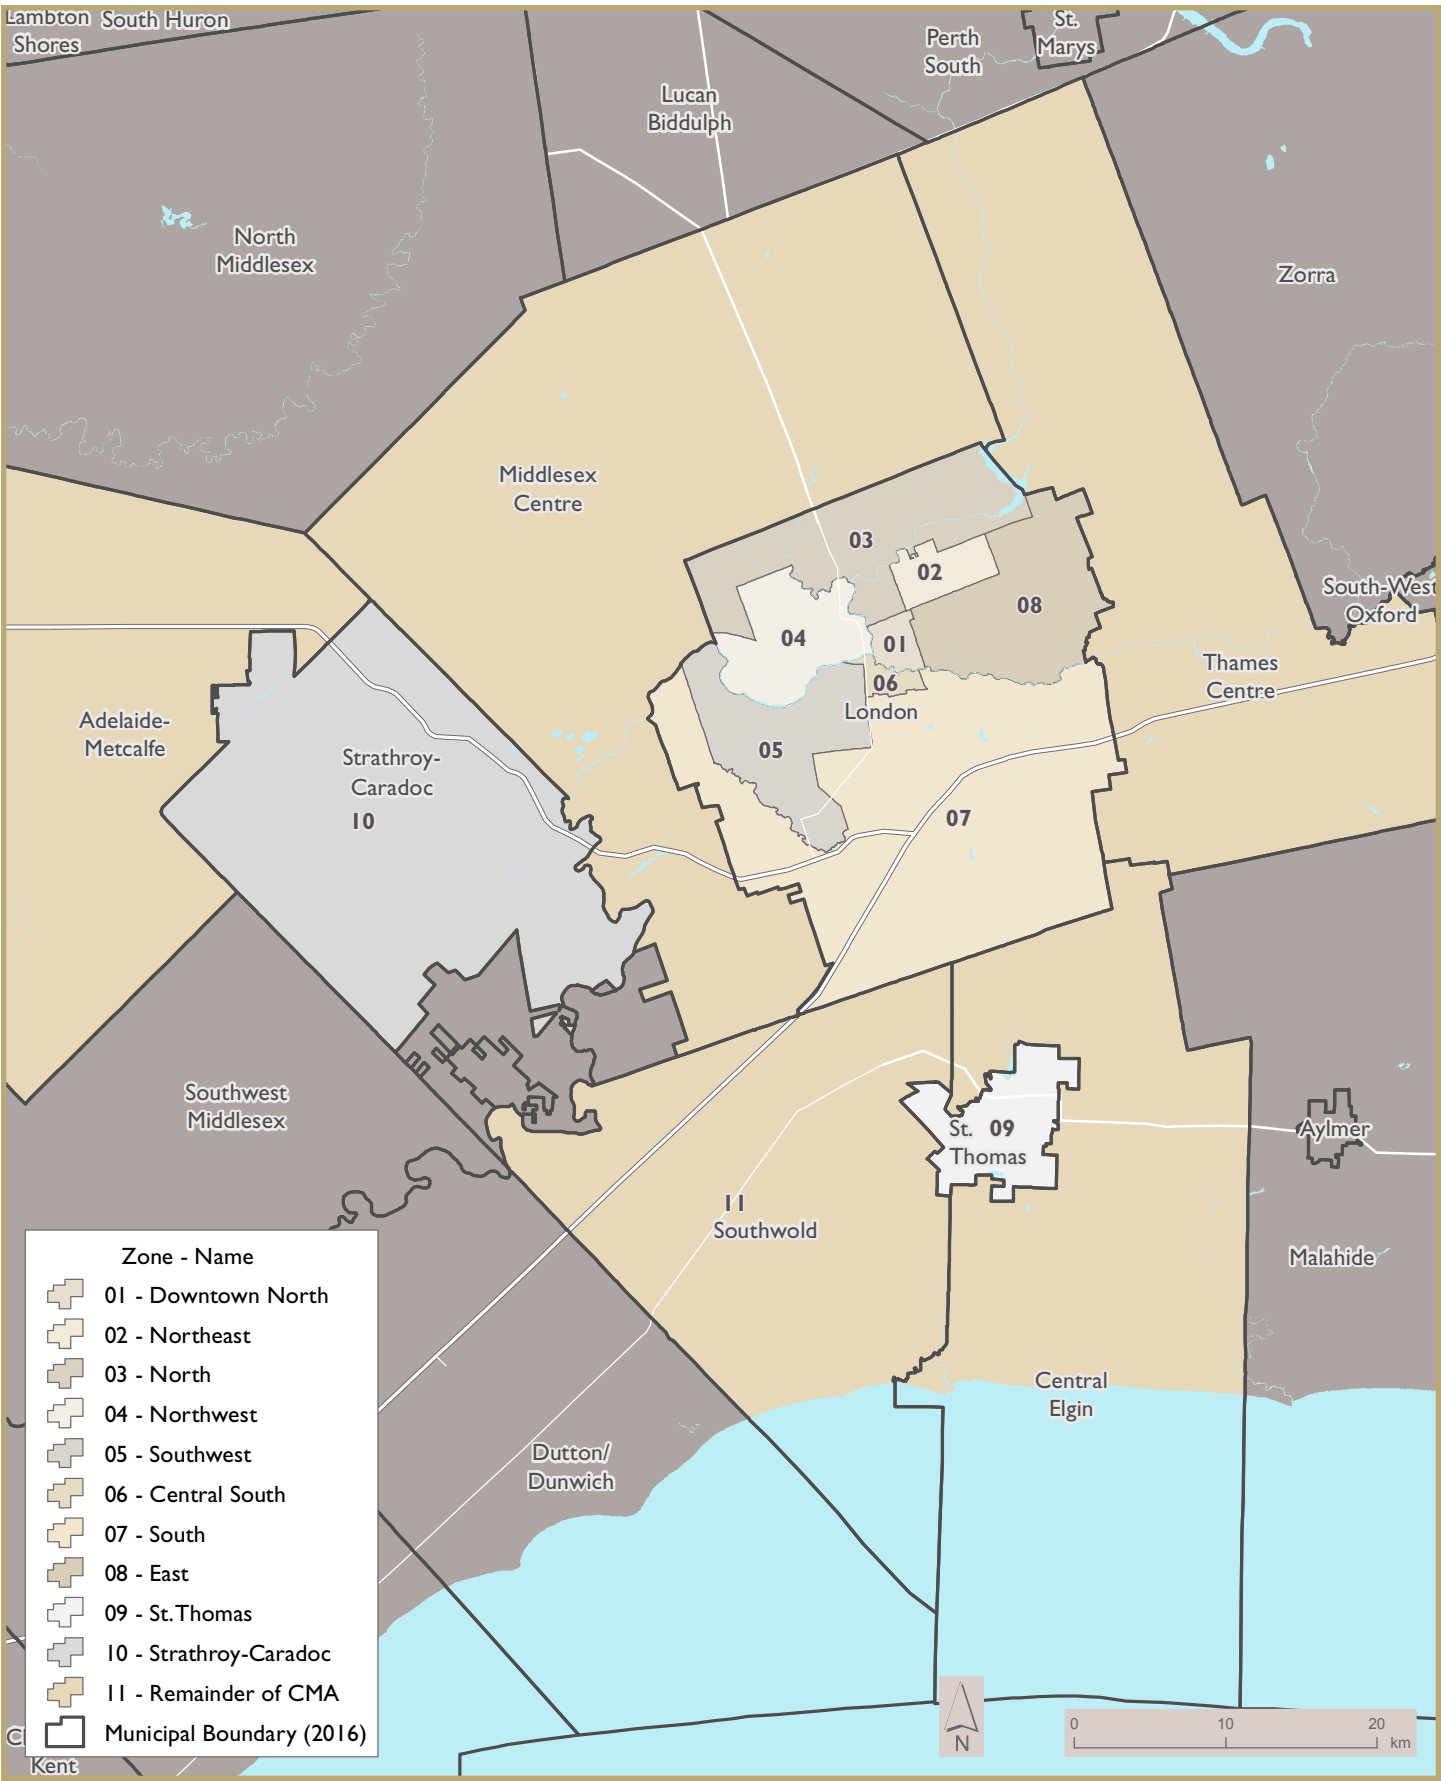 Lambton
Shores
South Huron
St.
Marys
Perth
South
Lucan
Biddulph
North
Middlesex
Zorra
Middlesex
Centre
03
02
08
South-West
Oxford
04
01
Thames
Centre
06
London
Adelaide-
Metcalfe
05
Strathroy-
Caradoc
10
07
Southwest
Middlesex
St.
09
Thomas
Aylmer
11
Southwold
Malahide
Central
Elgin
Dutton/
Dunwich
Zone - Name
01 - Downtown North
02 - Northeast
03 - North
04 - Northwest
05 - Southwest
06 - Central South
07 - South
08 - East
09 - St.Thomas
10 - Strathroy-Caradoc
11 - Remainder of CMA
Municipal Boundary (2016)
Kent
N
0 10 20
km